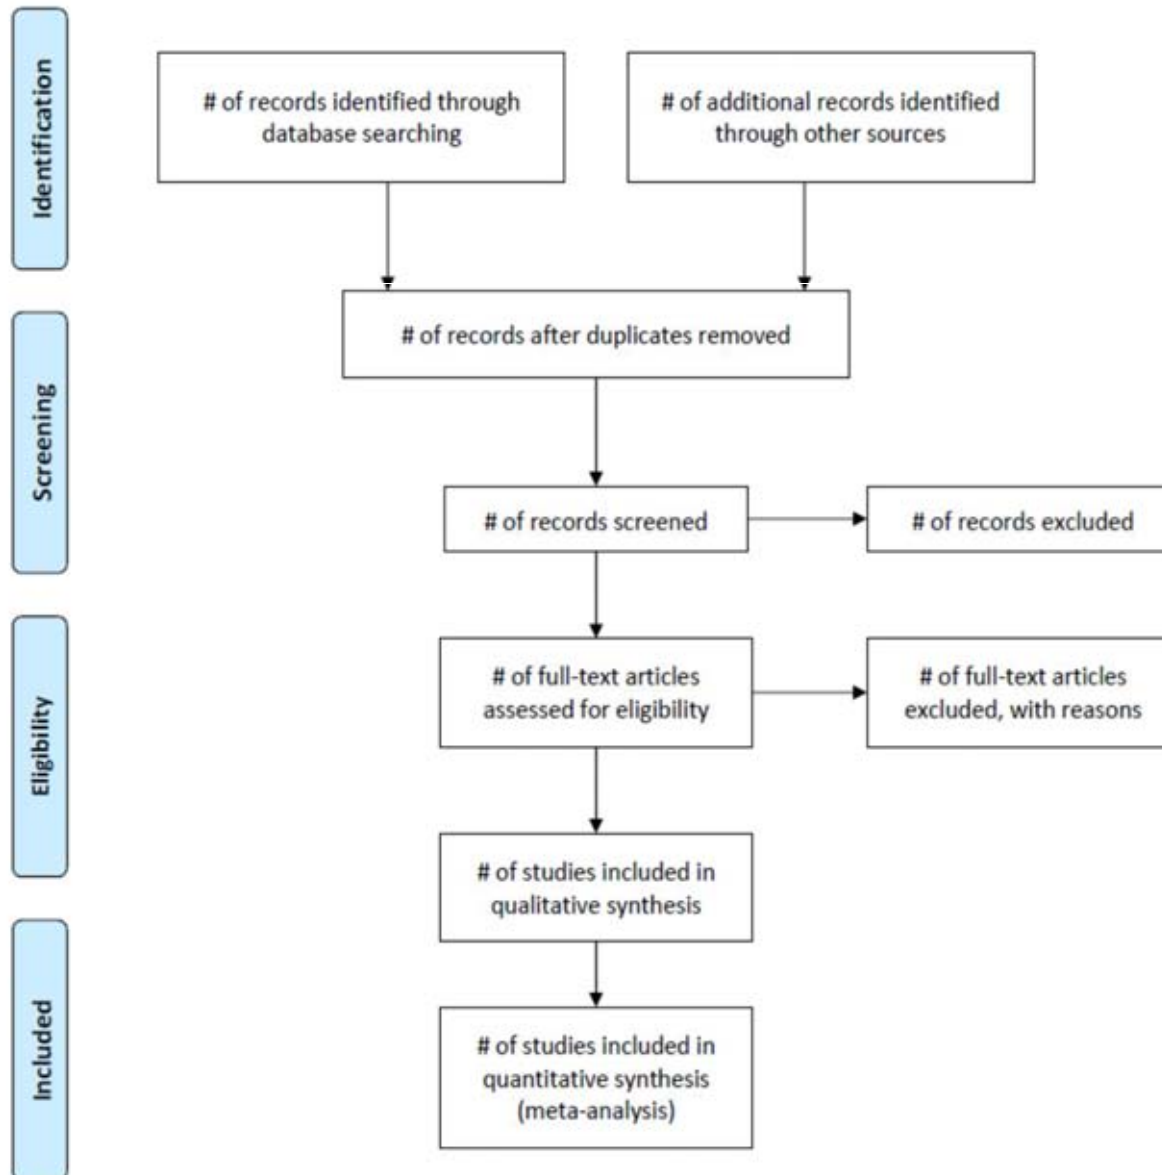 Identification
# of records identified through
database searching
# of additional records identified
through other sources
# of records after duplicates removed
Screening
# of records screened
# of records excluded
Eligibility
# of full-text articles
assessed for eligibility
# of full-text articles
excluded, with reasons
# of studies included in
qualitative synthesis
Included
# of studies included in
quantitative synthesis
(meta-analysis)